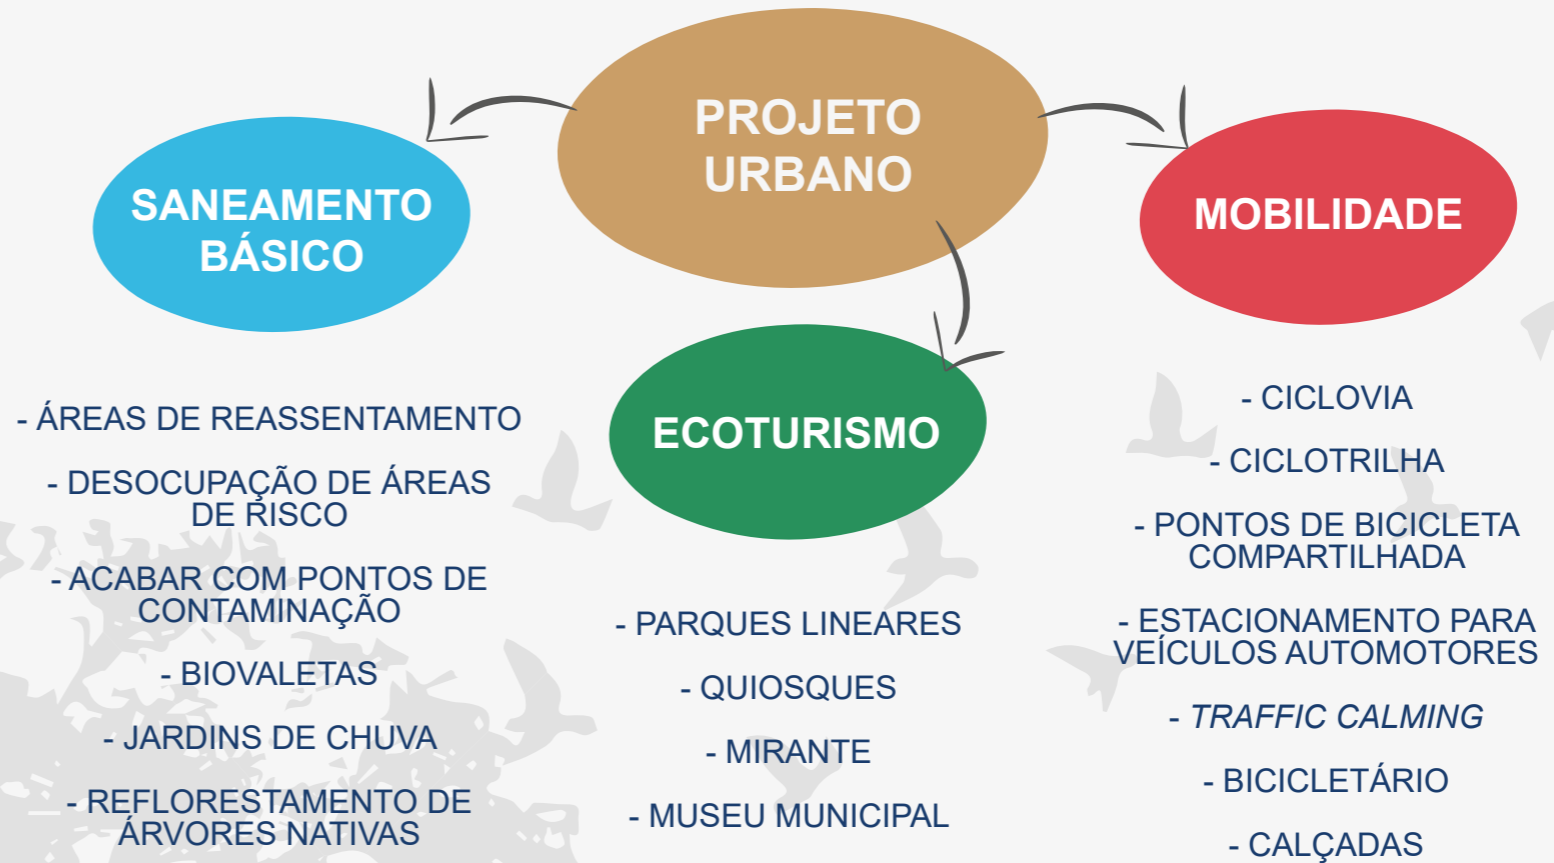 PROJETO
URBANO
SANEAMENTO
BÁSICO
- ÁREAS DE REASSENTAMENTO
- DESOCUPAÇÃO DE ÁREAS
DE RISCO
- ACABAR COM PONTOS DE
CONTAMINAÇÃO
- BIOVALETAS
- JARDINS DE CHUVA
- REFLORESTAMENTO DE
ÁRVORES NATIVAS
ECOTURISMO
- PARQUES LINEARES
- QUIOSQUES
- MIRANTE
- MUSEU MUNICIPAL
MOBILIDADE
- CICLOVIA
- CICLOTRILHA
- PONTOS DE BICICLETA
COMPARTILHADA
- ESTACIONAMENTO PARA
VEÍCULOS AUTOMOTORES
- TRAFFIC CALMING
- BICICLETÁRIO
- CALÇADAS